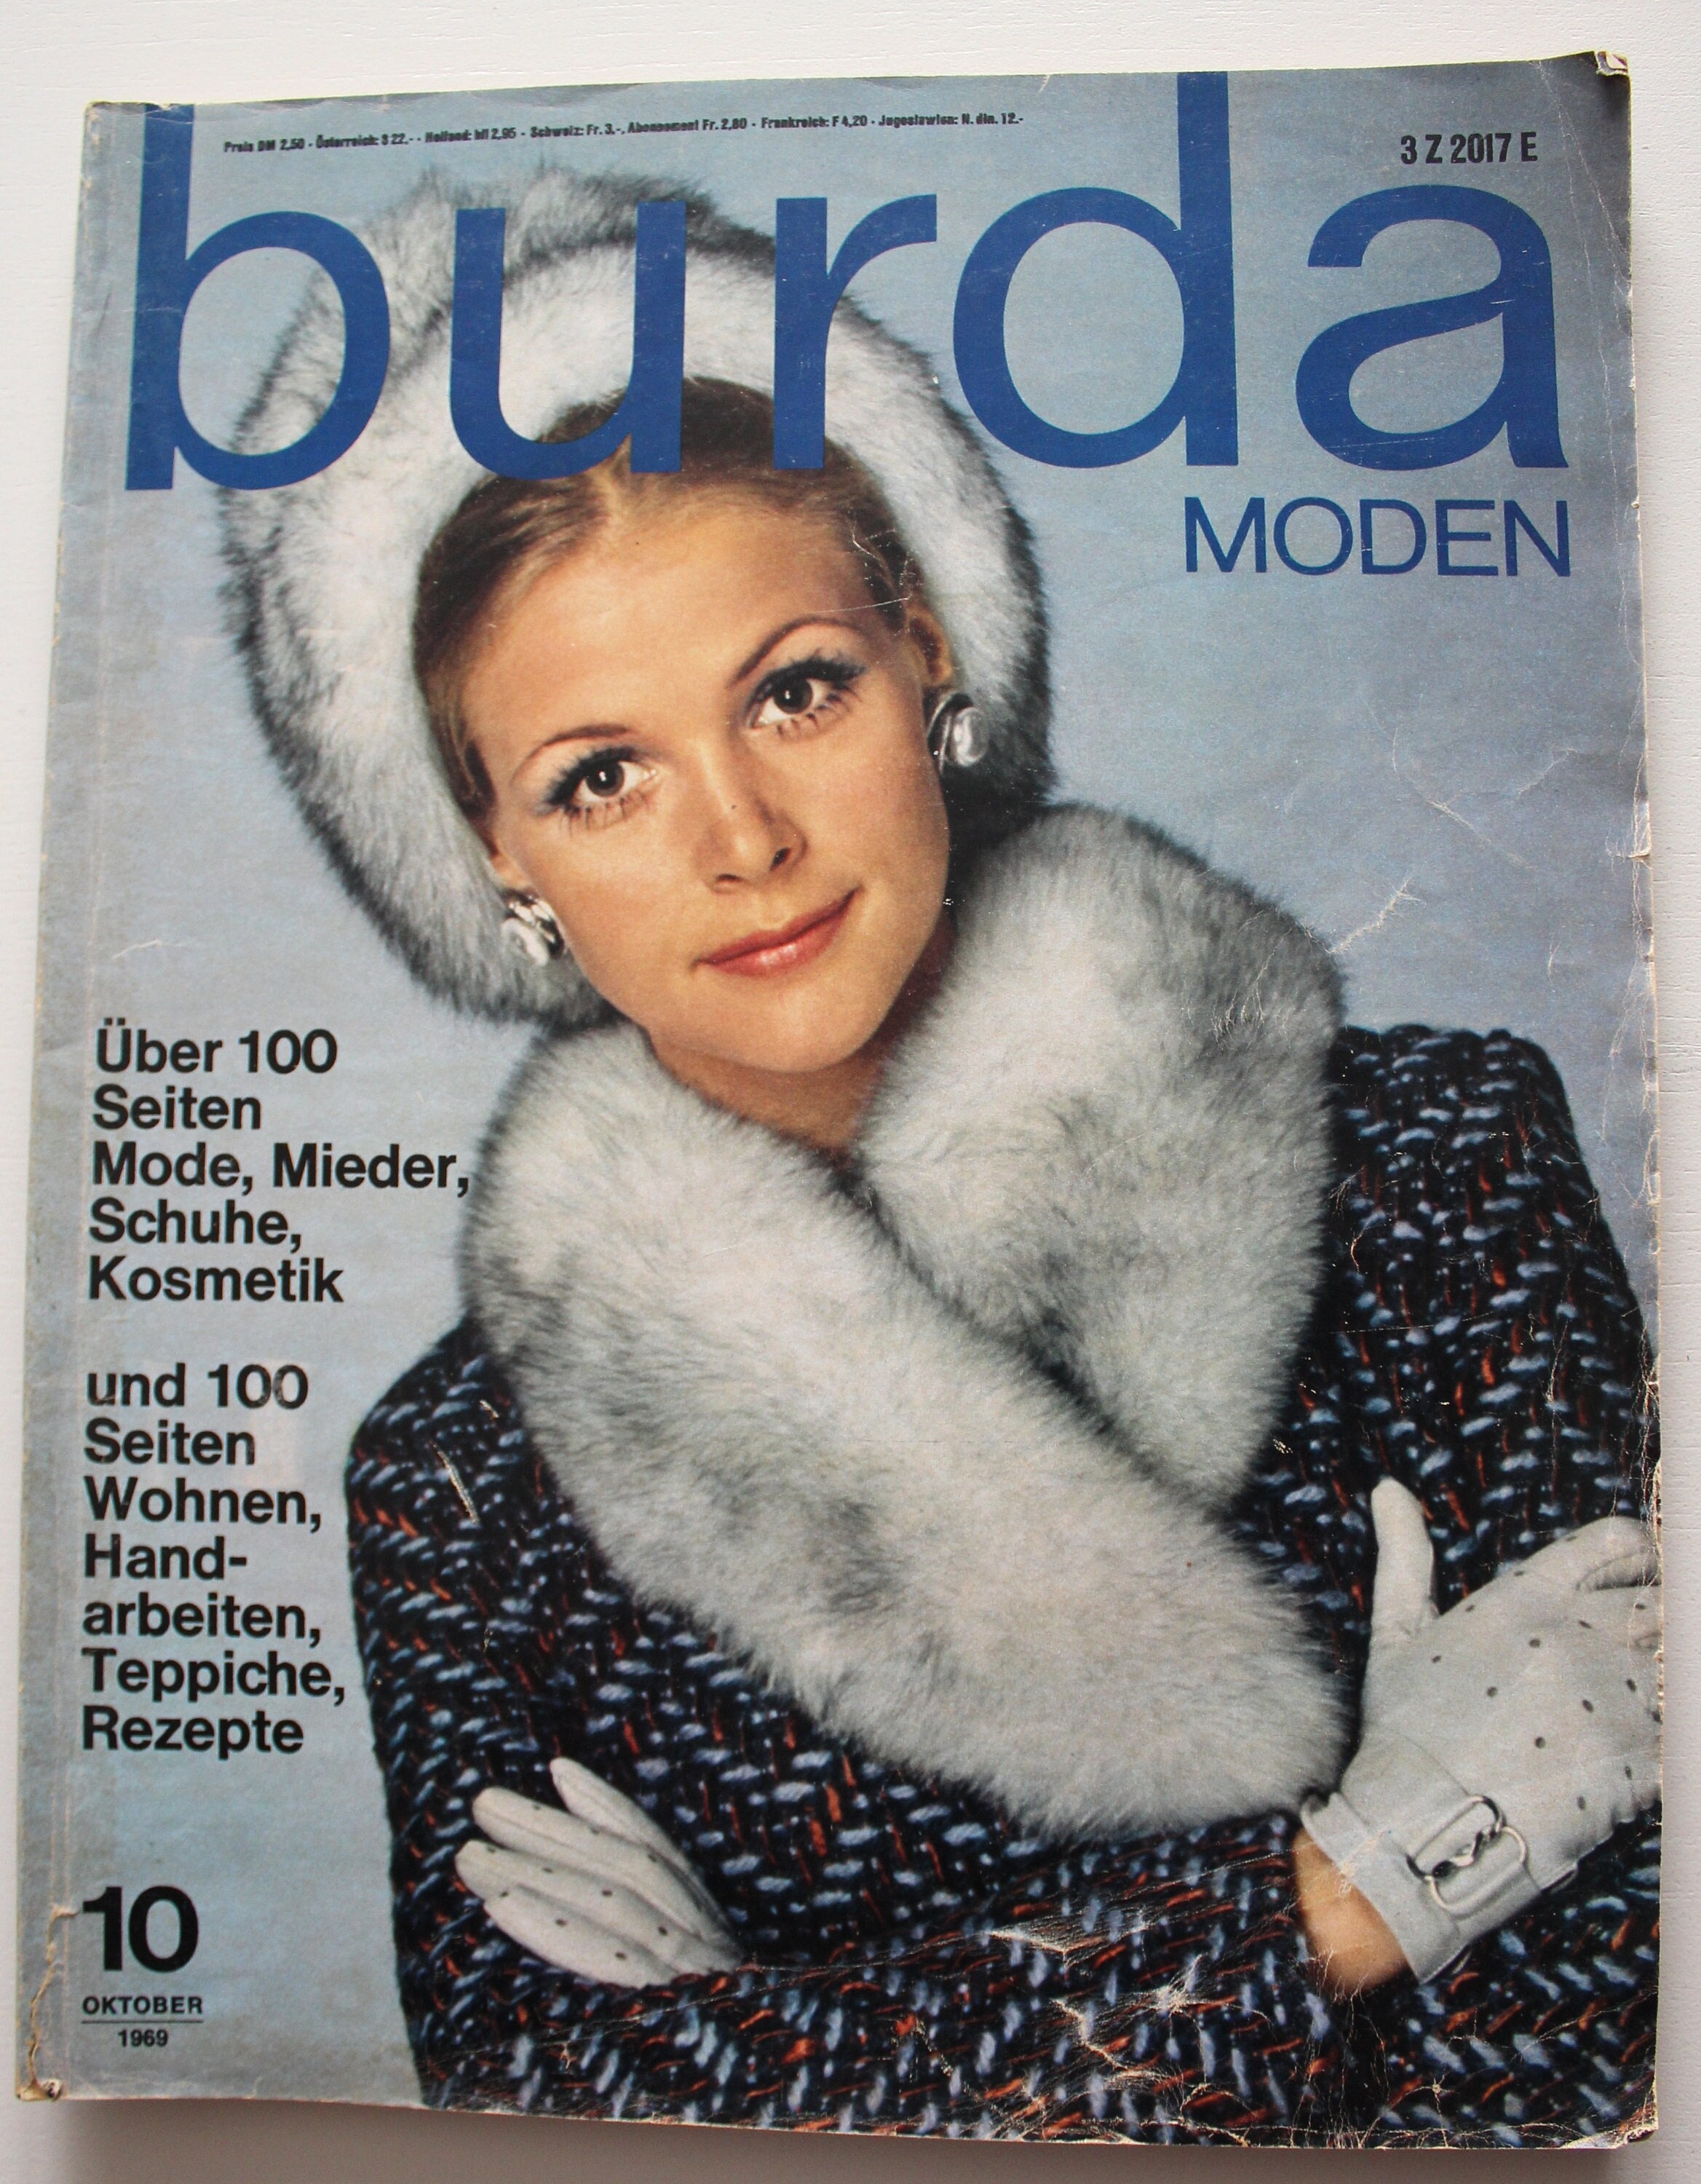 Preis DM 2,50 - Österreich: S 22.- - Holland: hfl 2,95 - Schweiz: Fr. 3.-, Abonnement Fr. 2,80 - Frankreich: F 4,20 - Jugoslawien: N. din. 12.-
3 Z 2017 E
burda
MODEN
Über 100
Seiten
Mode, Mieder,
Schuhe,
Kosmetik
und 100
Seiten
Wohnen,
Hand-
arbeiten,
Teppiche,
Rezepte
10
OKTOBER
1969